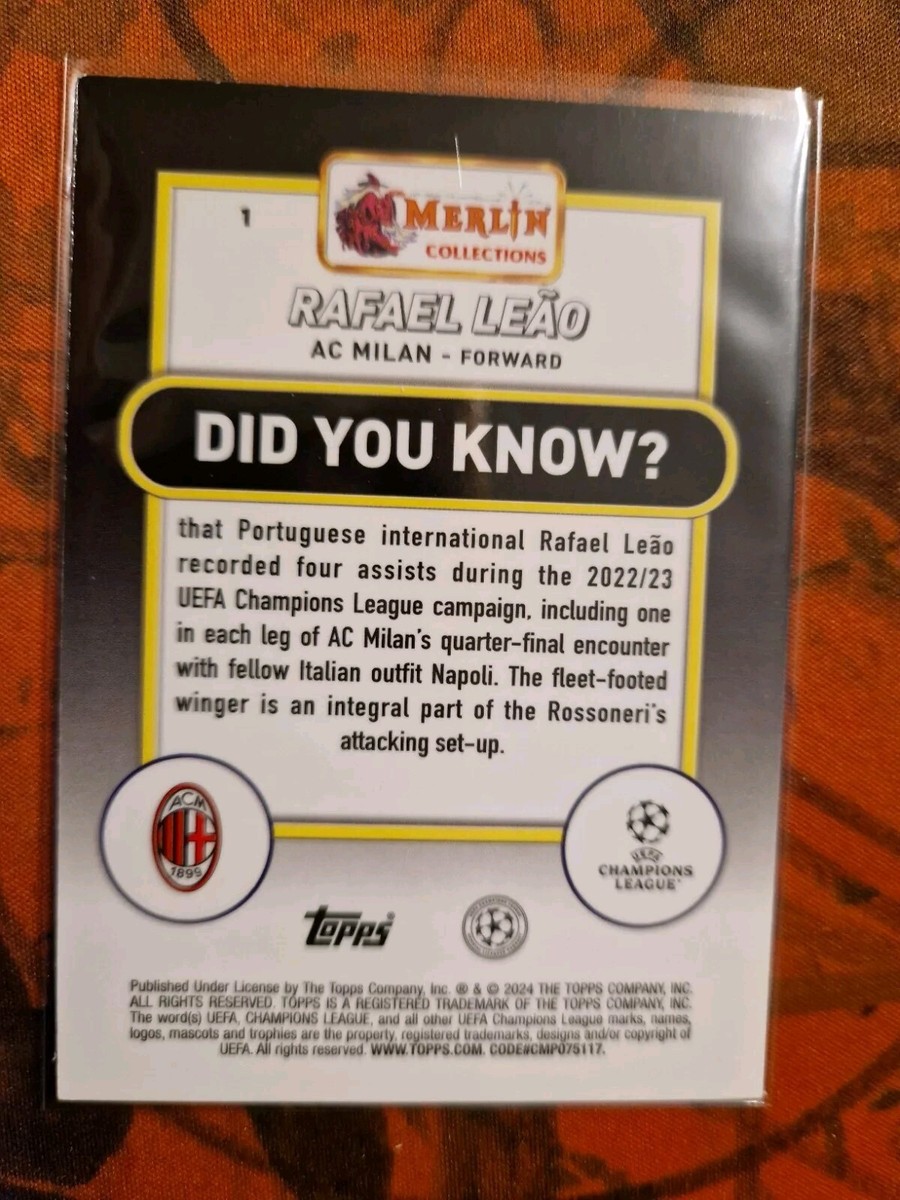 1
MERLIN
COLLECTIONS
RAFAEL LEÃO
AC MILAN - FORWARD
DID YOU KNOW?
that Portuguese international Rafael Leão
recorded four assists during the 2022/23
UEFA Champions League campaign, including one
in each leg of AC Milan's quarter-final encounter
with fellow Italian outfit Napoli. The fleet-footed
winger is an integral part of the Rossoneri's
attacking set-up.
ACM
1899
UEFA
CHAMPIONS
LEAGUE
topps
Published Under License by The Topps Company, Inc. ® & © 2024 THE TOPPS COMPANY, INC.
ALL RIGHTS RESERVED. TOPPS IS A REGISTERED TRADEMARK OF THE TOPPS COMPANY, INC.
The word(s) UEFA, CHAMPIONS LEAGUE, and all other UEFA Champions League marks, names,
logos, mascots and trophies are the property, registered trademarks, designs and/or copyright of
UEFA. All rights reserved. WWW.TOPPS.COM. CODE#CMP075117.